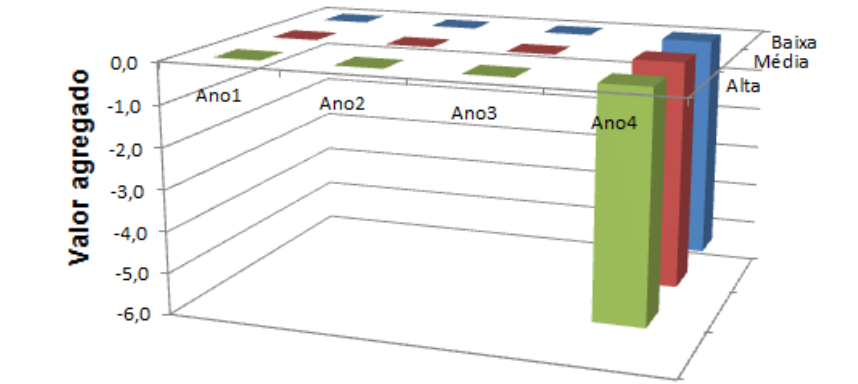 Valor agregado
0,0
-1,0
-2,0
-3,0
-4,0
-5,0
-6,0
Ano1
Ano2
Ano3
Ano4
Baixa
Média
Alta